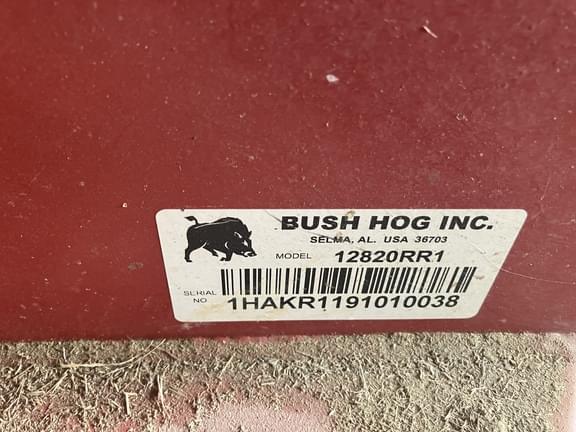 BUSH HOG INC.
SELMA, AL. USA 36703
MODEL 12820RR1
SERIAL
NO 1HAKR1191010038